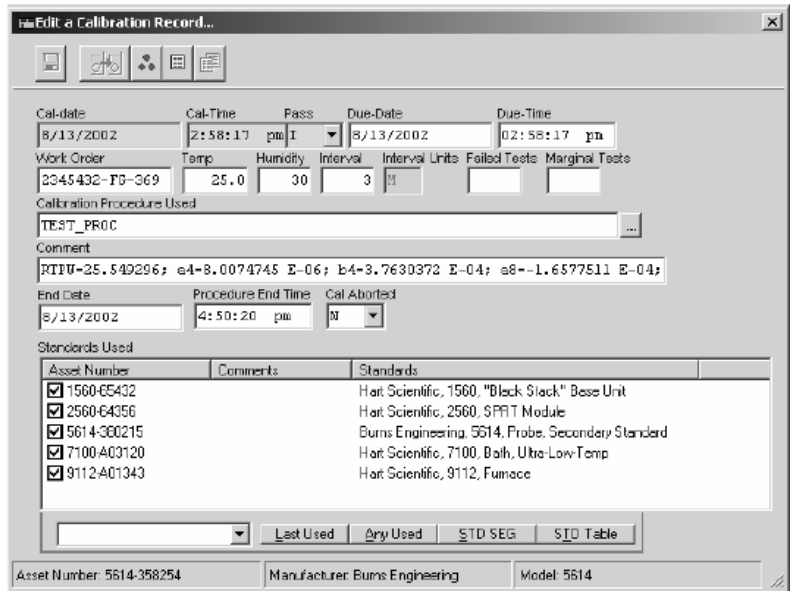 Edit a Calibration Record...
Cal-date Cal-Time Pass Due-Date Due-Time
8/13/2002 2:58:17 pm I 8/13/2002 02:58:17 pm
Work Order Temp Humidity Interval Interval Units Failed Tests Marginal Tests
2345432-FG-369 25.0 30 3 M
Calibration Procedure Used
TEST_PROC ...
Comment
RTPW=25.549296; a4=8.0074745 E-06; b4=3.7630372 E-04; a8=-1.6577511 E-04;
End Date Procedure End Time Cal Aborted
8/13/2002 4:50:20 pm N
Standards Used
Asset Number Comments Standards
1560-65432 Hart Scientific, 1560, "Black Stack" Base Unit
2560-64356 Hart Scientific, 2560, SPRT Module
5614-380215 Burns Engineering, 5614, Probe, Secondary Standard
7100-A03120 Hart Scientific, 7100, Bath, Ultra-Low-Temp
9112-A01343 Hart Scientific, 9112, Furnace
Last Used Any Used STD SEG STD Table
Asset Number: 5614-358254 Manufacturer: Burns Engineering Model: 5614